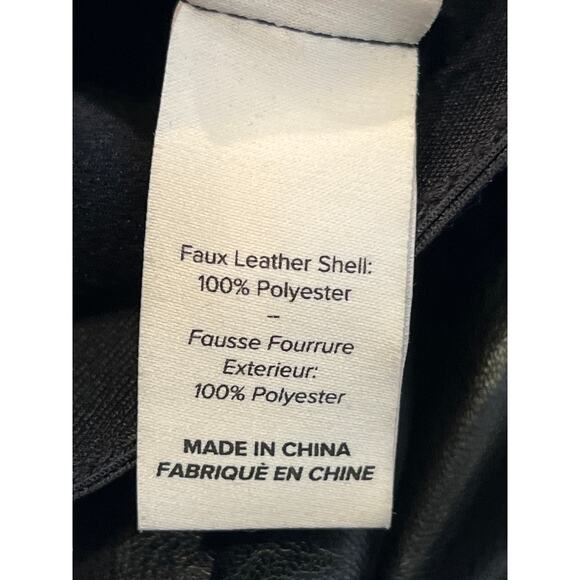 Faux Leather Shell:
100% Polyester
–
Fausse Fourrure
Exterieur:
100% Polyester
MADE IN CHINA
FABRIQUÈ EN CHINE